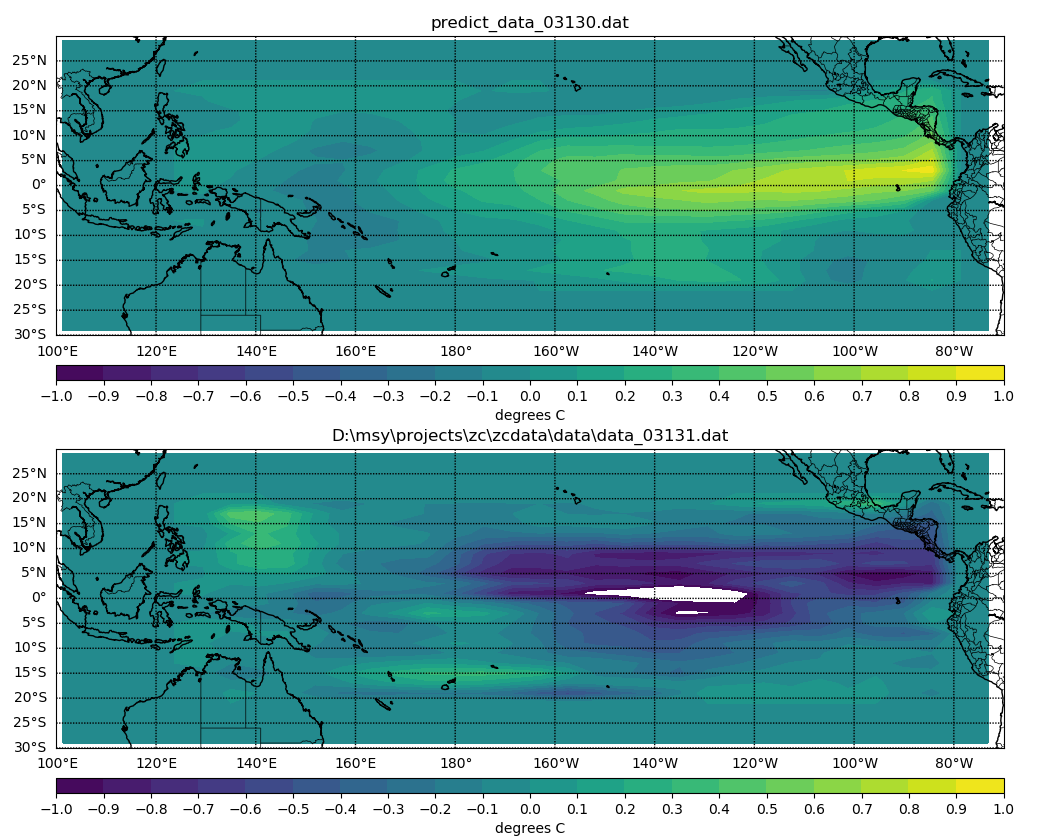 predict_data_03130.dat
25°N
20°N
15°N
10°N
5°N
0°
5°S
10°S
15°S
20°S
25°S
30°S
100°E 120°E 140°E 160°E 180° 160°W 140°W 120°W 100°W 80°W
−1.0 −0.9 −0.8 −0.7 −0.6 −0.5 −0.4 −0.3 −0.2 −0.1 0.0 0.1 0.2 0.3 0.4 0.5 0.6 0.7 0.8 0.9 1.0
degrees C
D:\msy\projects\zc\zcdata\data\data_03131.dat
25°N
20°N
15°N
10°N
5°N
0°
5°S
10°S
15°S
20°S
25°S
30°S
100°E 120°E 140°E 160°E 180° 160°W 140°W 120°W 100°W 80°W
−1.0 −0.9 −0.8 −0.7 −0.6 −0.5 −0.4 −0.3 −0.2 −0.1 0.0 0.1 0.2 0.3 0.4 0.5 0.6 0.7 0.8 0.9 1.0
degrees C